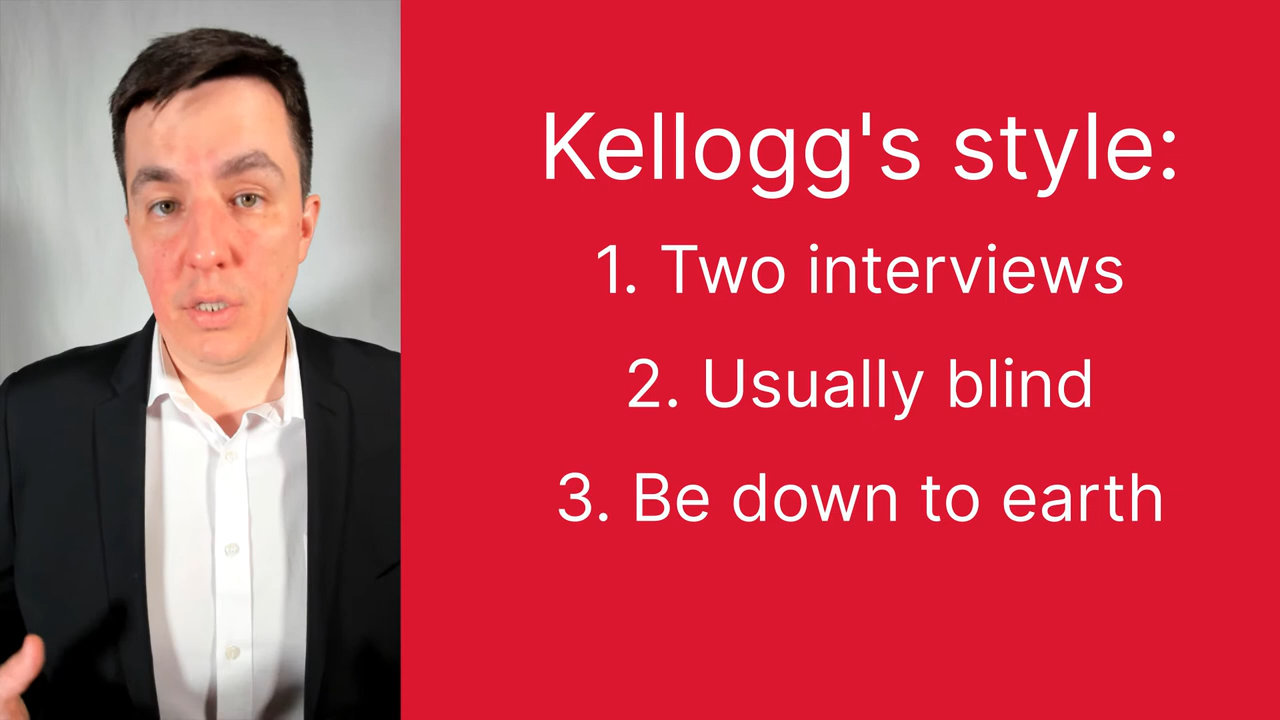 Kellogg's style:
1. Two interviews
2. Usually blind
3. Be down to earth